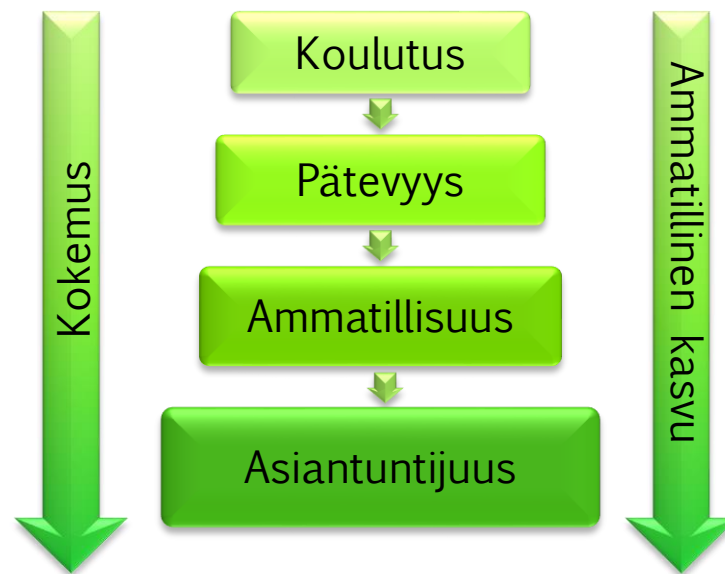 Koulutus
Pätevyys
Ammatillisuus
Asiantuntijuus
Kokemus
Ammatillinen kasvu